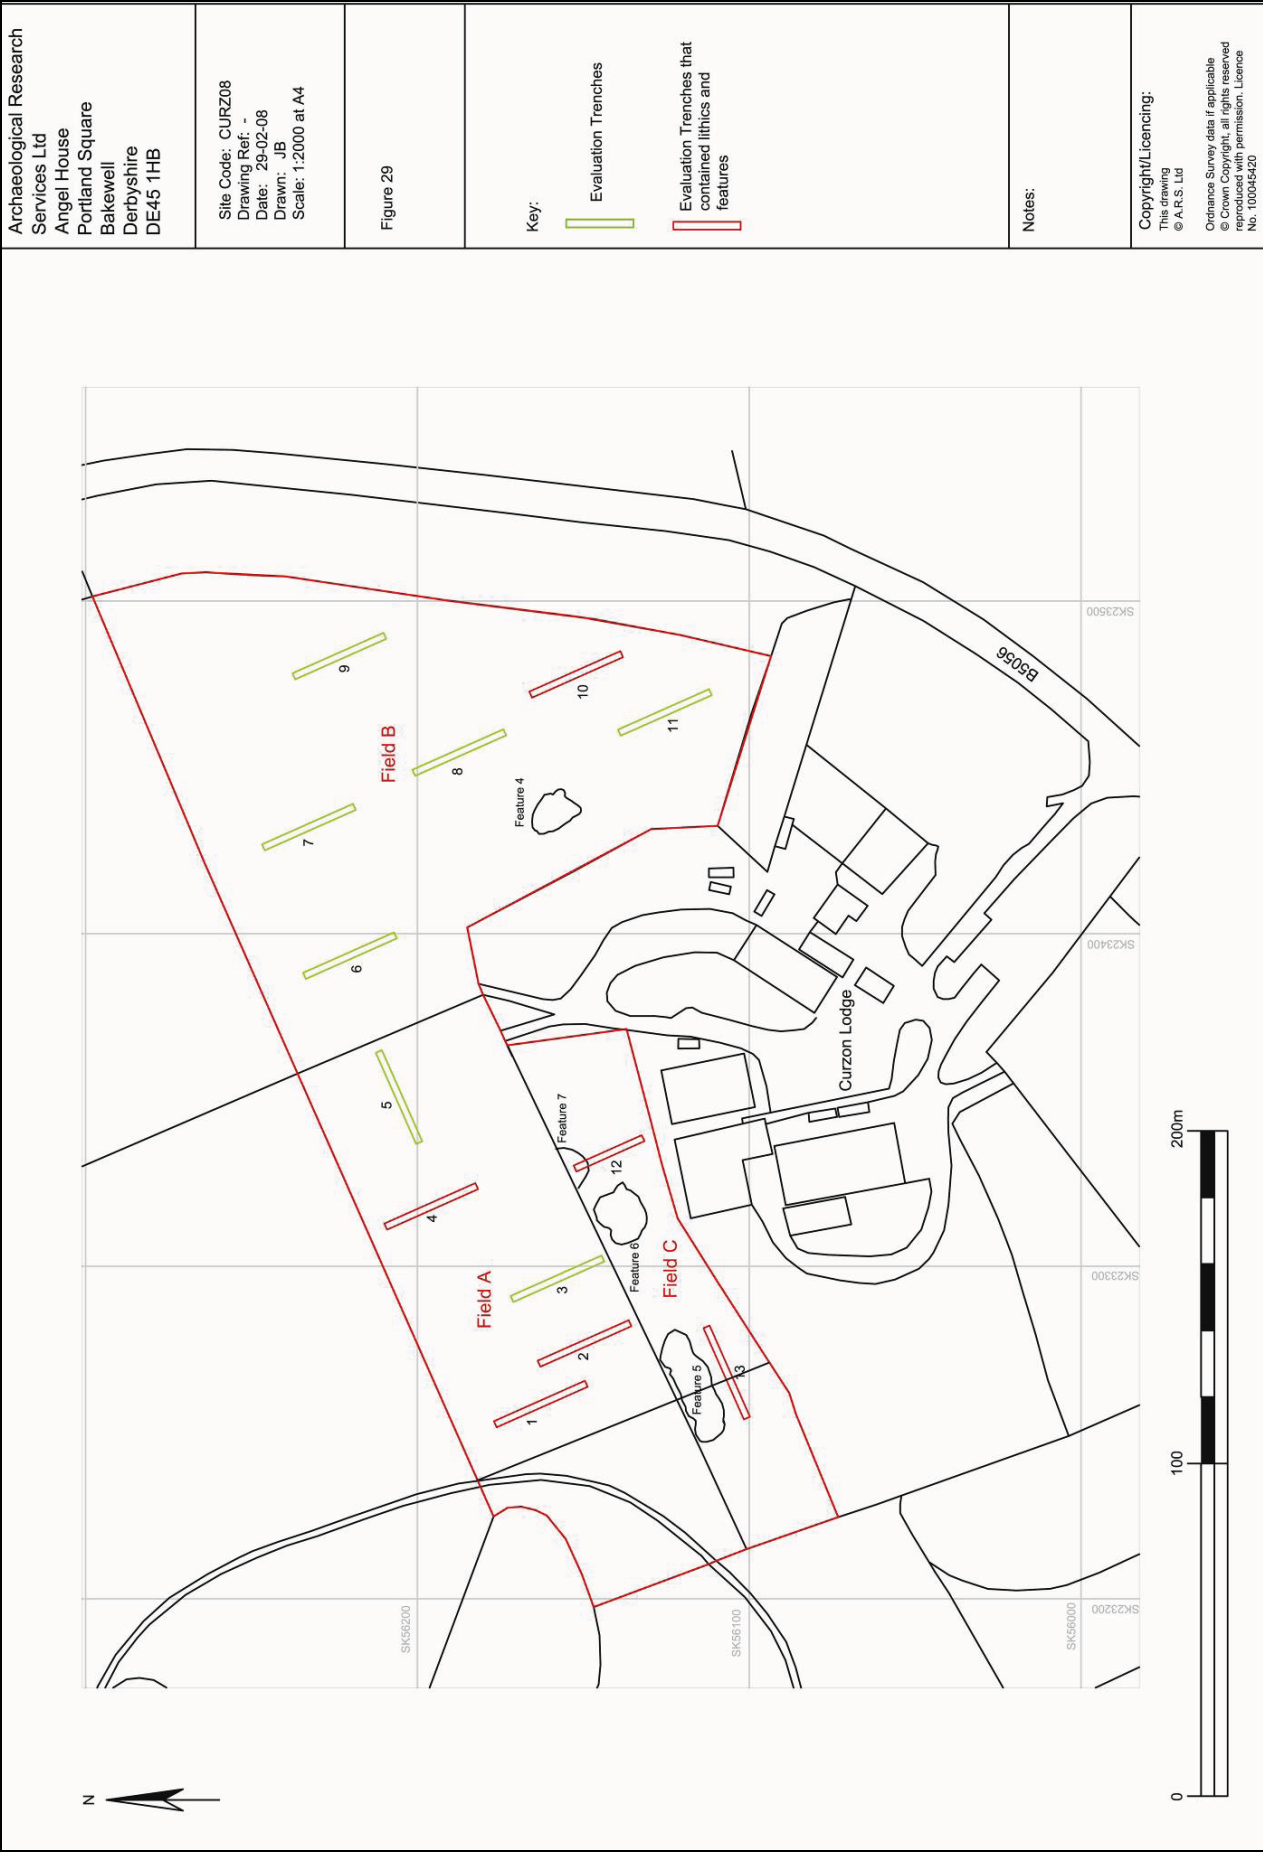 Archaeological Research
Services Ltd
Angel House
Portland Square
Bakewell
Derbyshire
DE45 1HB
Site Code: CURZ08
Drawing Ref: -
Date: 29-02-08
Drawn: JB
Scale: 1:2000 at A4
Figure 29
Key:
Evaluation Trenches
Evaluation Trenches that
contained lithics and
features
Notes:
Copyright/Licencing:
This drawing
© A.R.S. Ltd
Ordnance Survey data if applicable
© Crown Copyright, all rights reserved
reproduced with permission. Licence
No. 100045420
N
Field A
Field B
Field C
1
2
3
4
5
6
7
8
9
10
11
12
13
Feature 4
Feature 5
Feature 6
Feature 7
Curzon Lodge
B5056
SK56200
SK56100
SK56000
SK23200
SK23300
SK23400
SK23500
0
100
200m